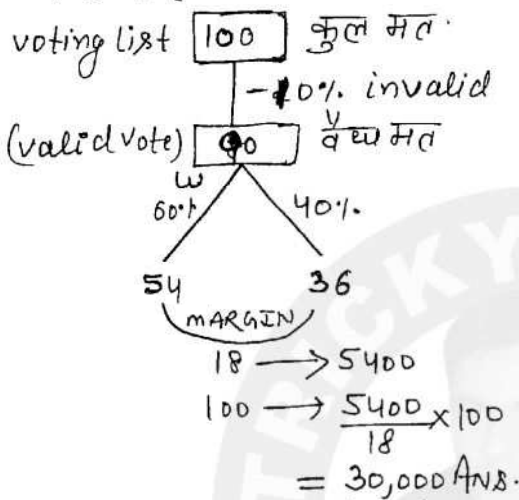 voting list 100 कुल मत.
-10% invalid
(valid vote) 90 वैध मत
W
60% 40%.
54 36
MARGIN
18 → 5400
100 → 5400/18 × 100
= 30,000 ANS.
TRICKY